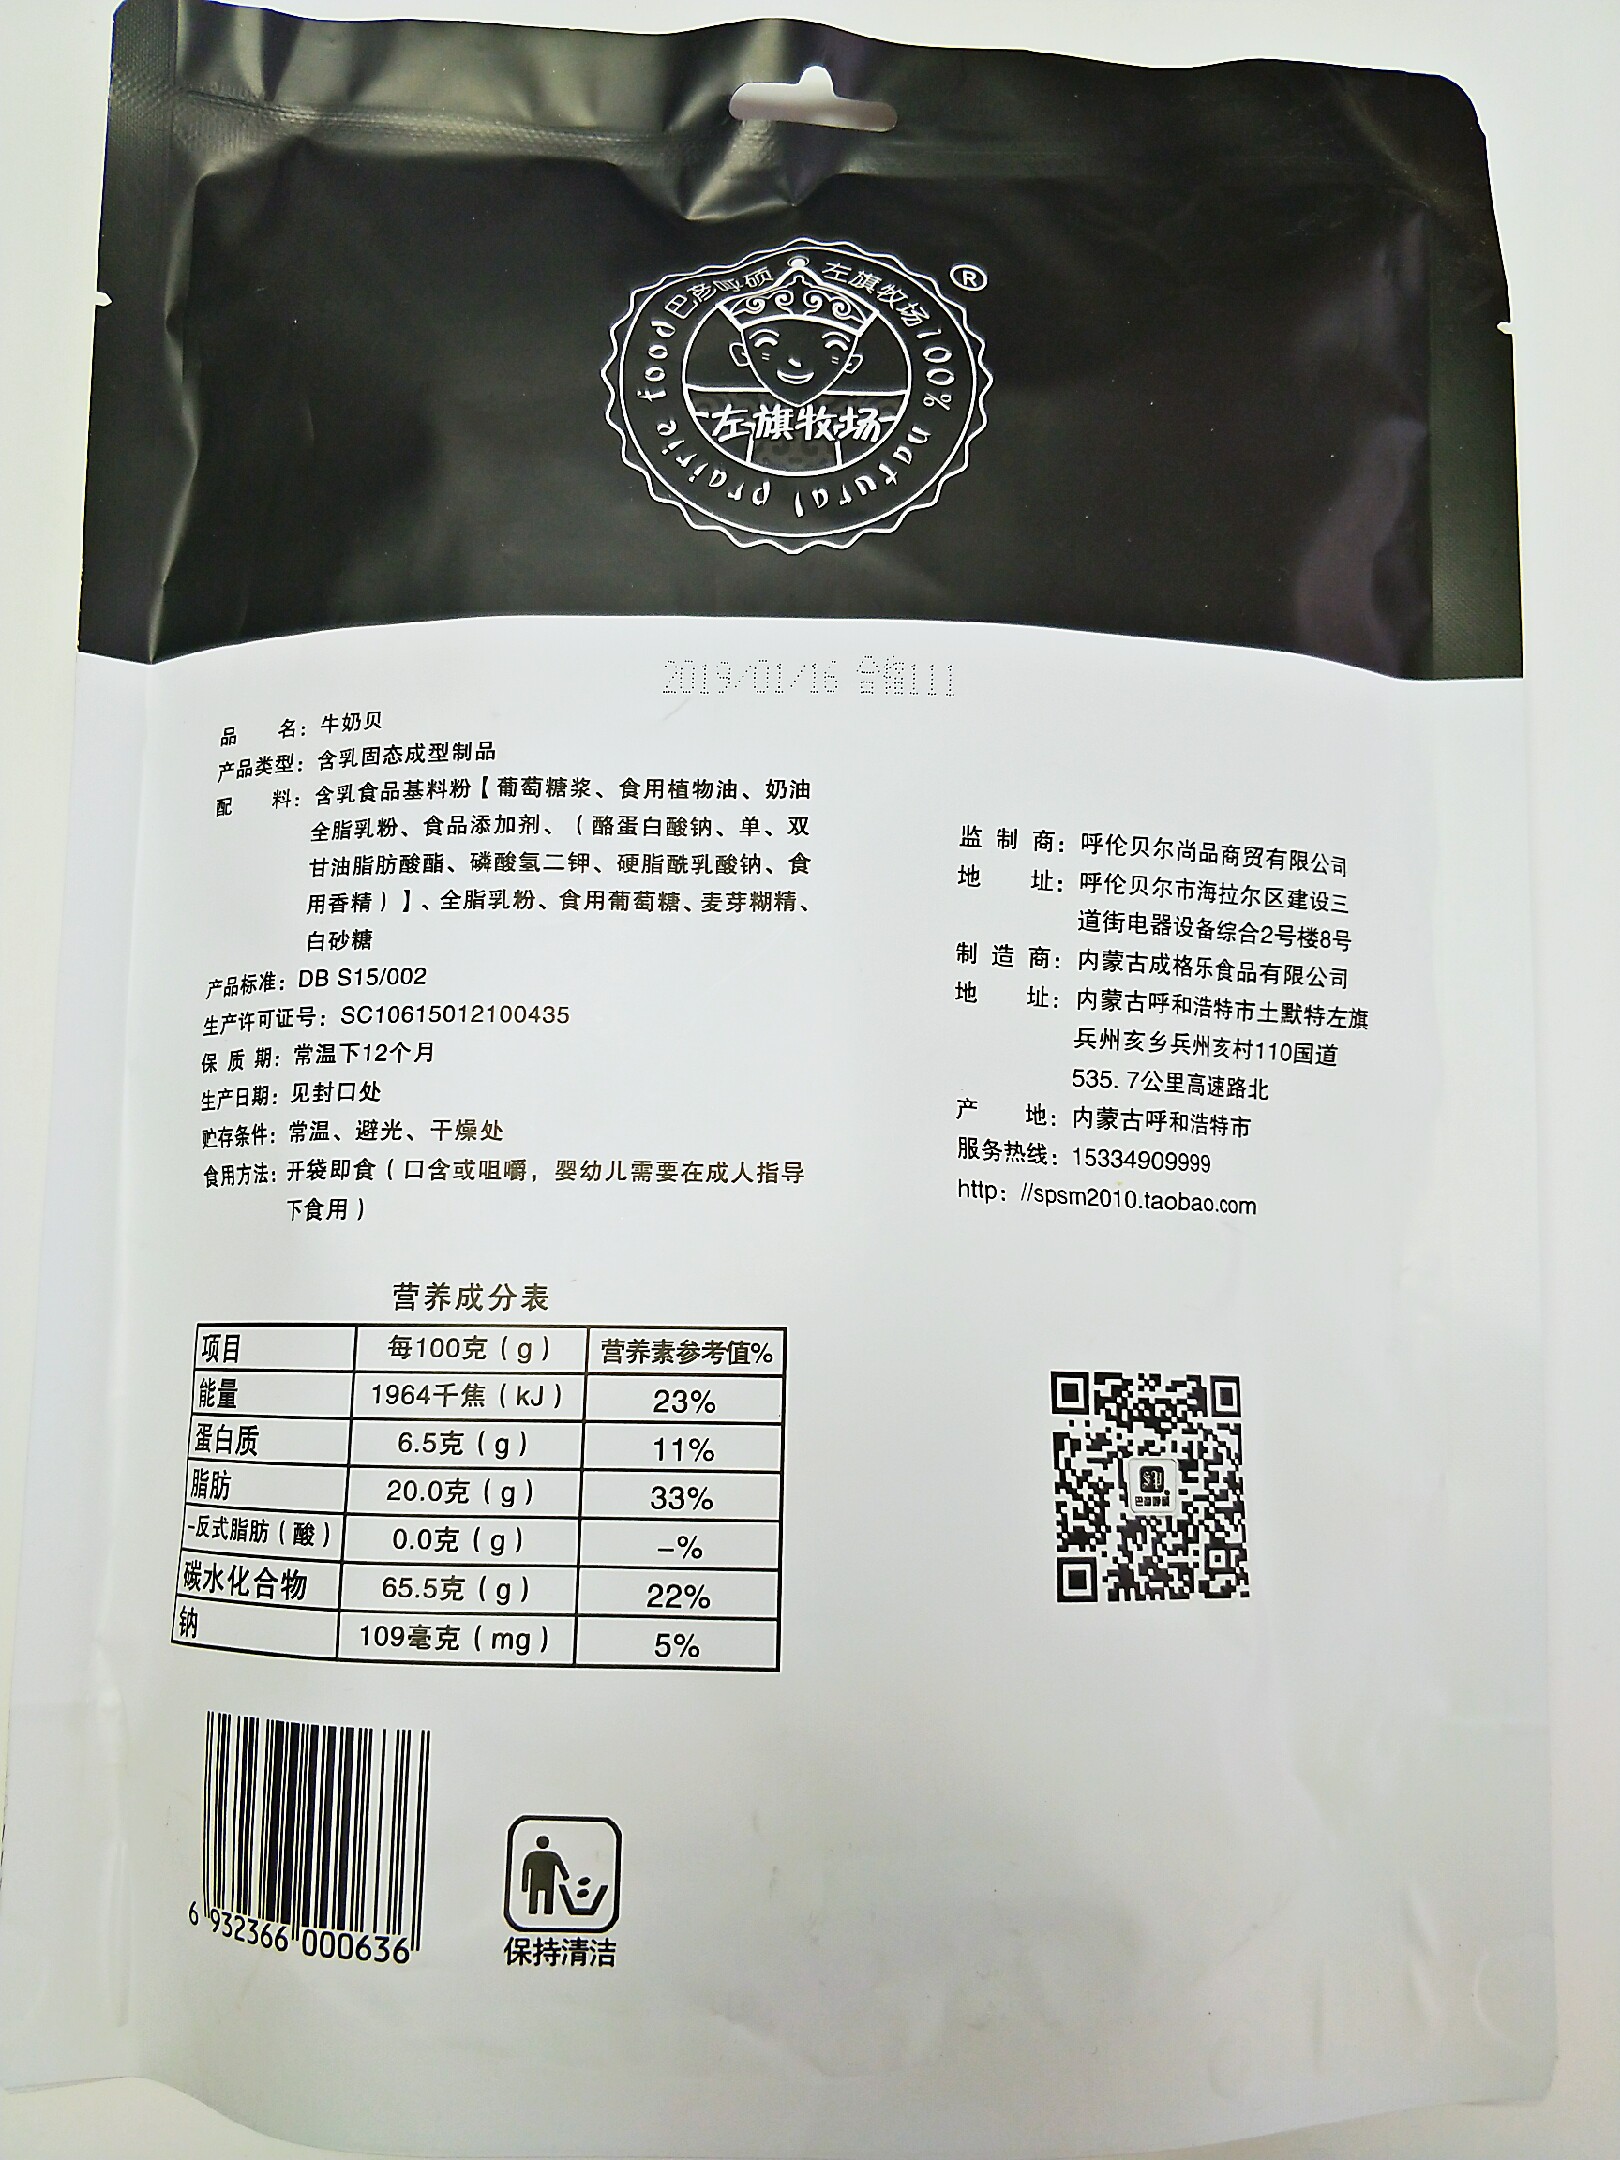 巴彦呼硕 左旗牧场 100% natural prairie food
®
左旗牧场
2019/01/16 合格111
品 名：牛奶贝
产品类型：含乳固态成型制品
配 料：含乳食品基料粉【葡萄糖浆、食用植物油、奶油
全脂乳粉、食品添加剂、（酪蛋白酸钠、单、双
甘油脂肪酸酯、磷酸氢二钾、硬脂酰乳酸钠、食
用香精）】、全脂乳粉、食用葡萄糖、麦芽糊精、
白砂糖
产品标准：DB S15/002
生产许可证号：SC10615012100435
保 质 期：常温下12个月
生产日期：见封口处
贮存条件：常温、避光、干燥处
食用方法：开袋即食（口含或咀嚼，婴幼儿需要在成人指导
下食用）
监 制 商：呼伦贝尔尚品商贸有限公司
地 址：呼伦贝尔市海拉尔区建设三
道街电器设备综合2号楼8号
制 造 商：内蒙古成格乐食品有限公司
地 址：内蒙古呼和浩特市土默特左旗
兵州亥乡兵州亥村110国道
535.7公里高速路北
产 地：内蒙古呼和浩特市
服务热线：15334909999
http：//spsm2010.taobao.com
营养成分表
项目 每100克（g） 营养素参考值%
能量 1964千焦（kJ） 23%
蛋白质 6.5克（g） 11%
脂肪 20.0克（g） 33%
-反式脂肪（酸） 0.0克（g） -%
碳水化合物 65.5克（g） 22%
钠 109毫克（mg） 5%
6 932366 000636
保持清洁